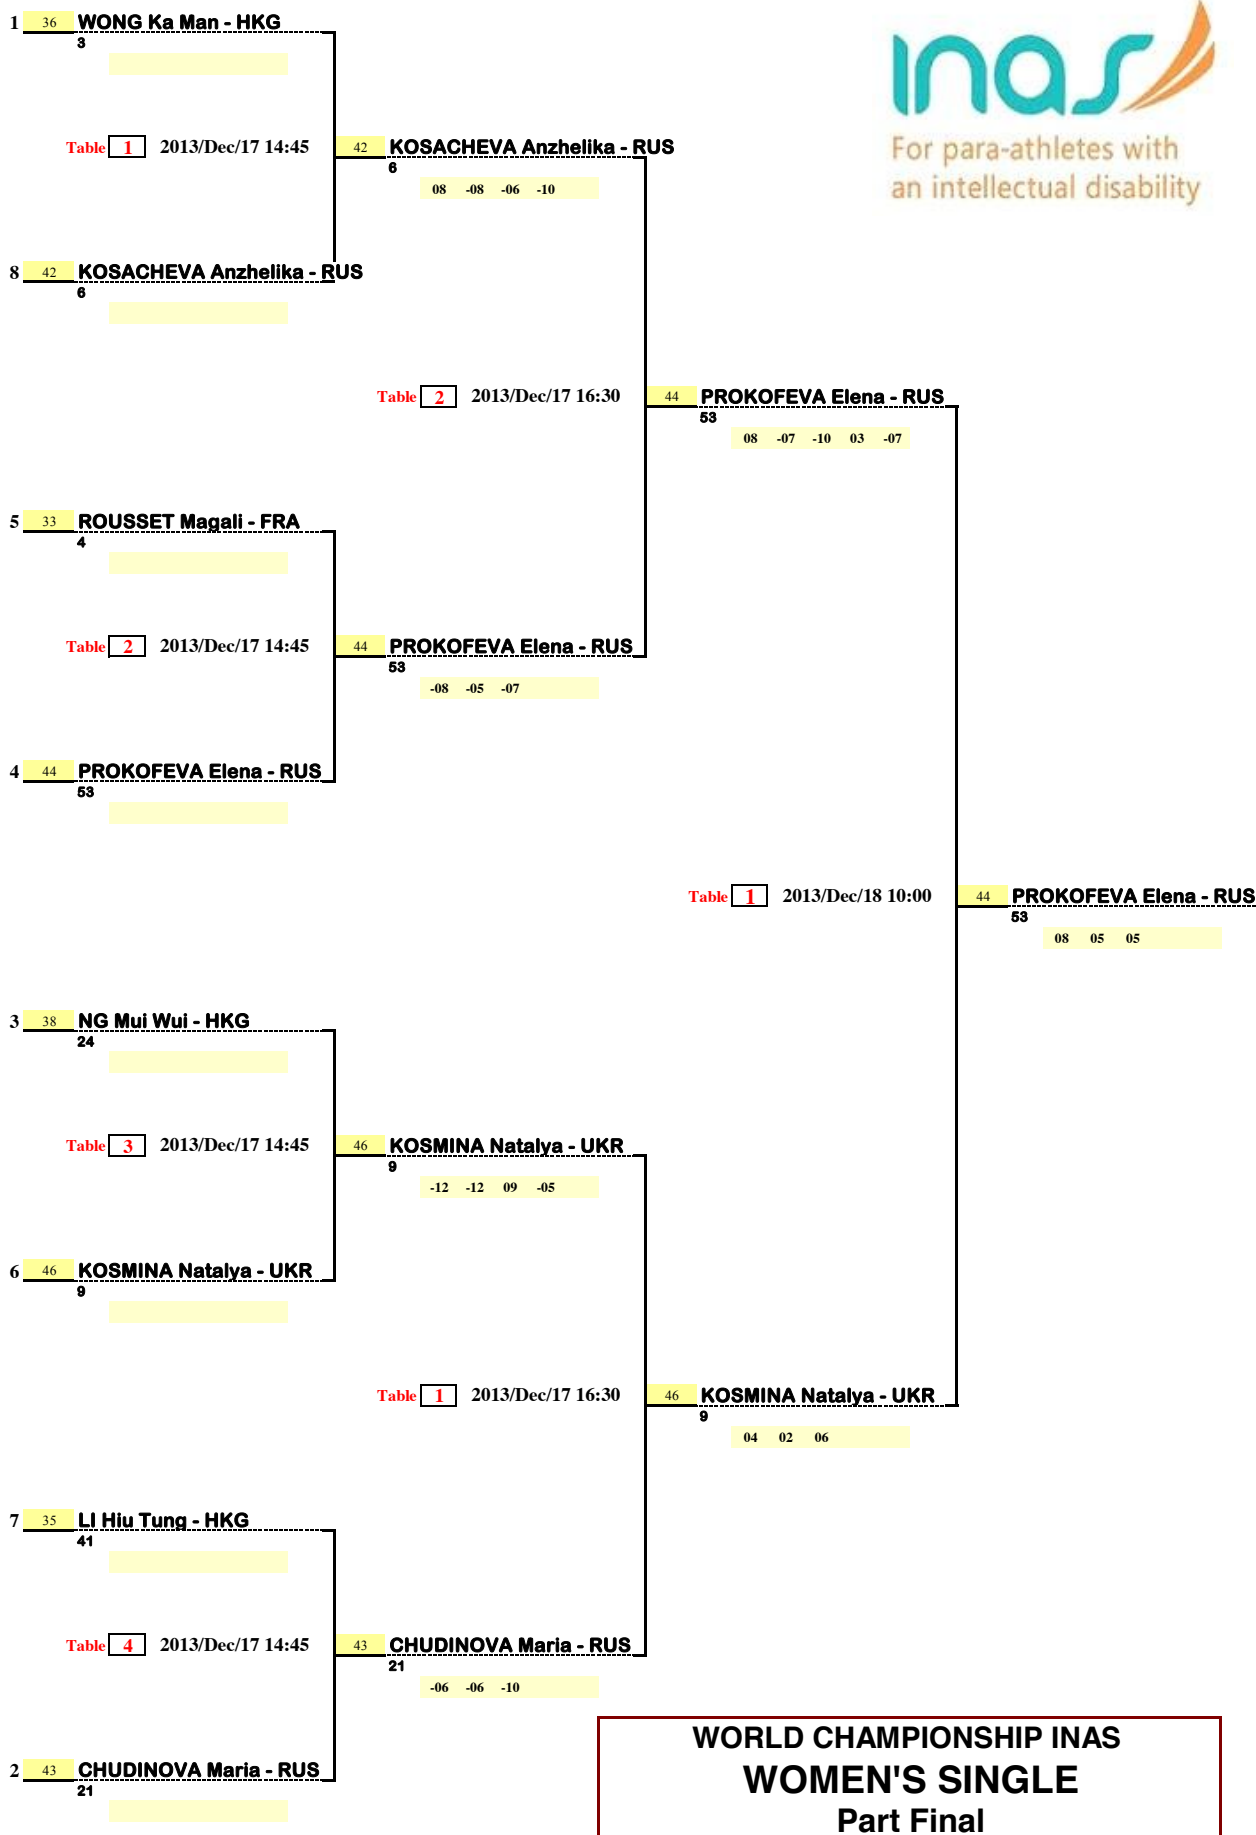 1 36 WONG Ka Man - HKG
3
inas
For para-athletes with
an intellectual disability
Table 1 2013/Dec/17 14:45
42 KOSACHEVA Anzhelika - RUS
6
08 -08 -06 -10
8 42 KOSACHEVA Anzhelika - RUS
6
Table 2 2013/Dec/17 16:30
44 PROKOFEVA Elena - RUS
53
08 -07 -10 03 -07
5 33 ROUSSET Magali - FRA
4
Table 2 2013/Dec/17 14:45
44 PROKOFEVA Elena - RUS
53
-08 -05 -07
4 44 PROKOFEVA Elena - RUS
53
Table 1 2013/Dec/18 10:00
44 PROKOFEVA Elena - RUS
53
08 05 05
3 38 NG Mui Wui - HKG
24
Table 3 2013/Dec/17 14:45
46 KOSMINA Natalya - UKR
9
-12 -12 09 -05
6 46 KOSMINA Natalya - UKR
9
Table 1 2013/Dec/17 16:30
46 KOSMINA Natalya - UKR
9
04 02 06
7 35 LI Hiu Tung - HKG
41
Table 4 2013/Dec/17 14:45
43 CHUDINOVA Maria - RUS
21
-06 -06 -10
2 43 CHUDINOVA Maria - RUS
21
WORLD CHAMPIONSHIP INAS
WOMEN'S SINGLE
Part Final